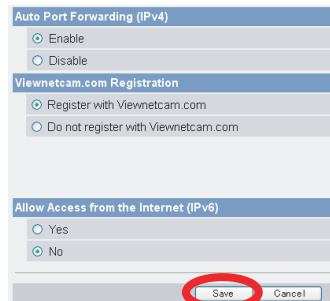 Auto Port Forwarding (IPv4)
Enable
Disable
Viewnetcam.com Registration
Register with Viewnetcam.com
Do not register with Viewnetcam.com
Allow Access from the Internet (IPv6)
Yes
No
Save Cancel